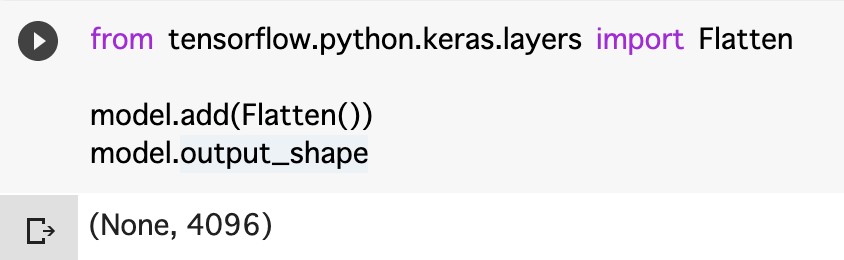 from tensorflow.python.keras.layers import Flatten
model.add(Flatten())
model.output_shape
(None, 4096)